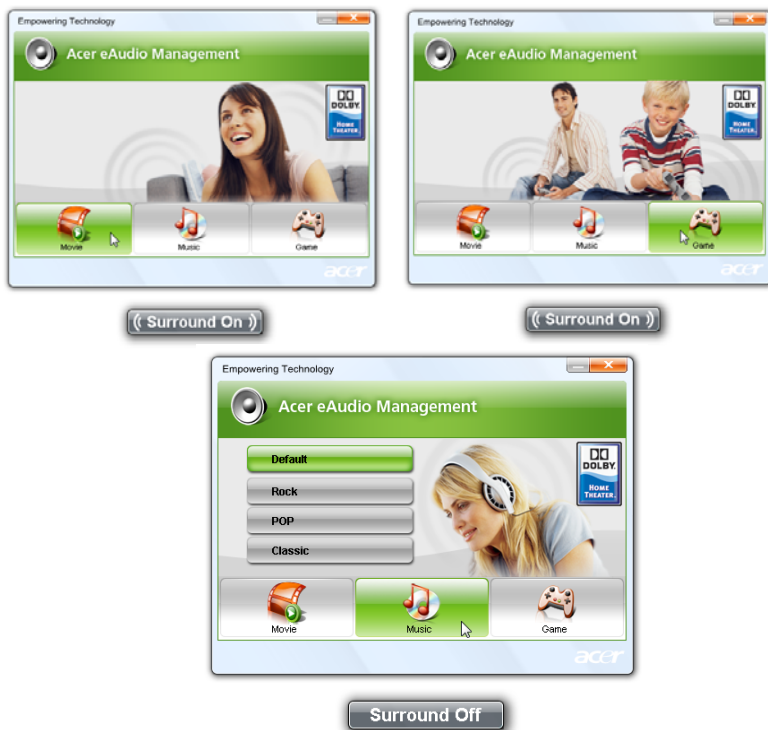 Empowering Technology
Acer eAudio Management
DOLBY
HOME
THEATER
Movie
Music
Game
acer
((Surround On))
Empowering Technology
Acer eAudio Management
DOLBY
HOME
THEATER
Movie
Music
Game
acer
((Surround On))
Empowering Technology
Acer eAudio Management
Default
Rock
POP
Classic
DOLBY
HOME
THEATER
Movie
Music
Game
acer
Surround Off